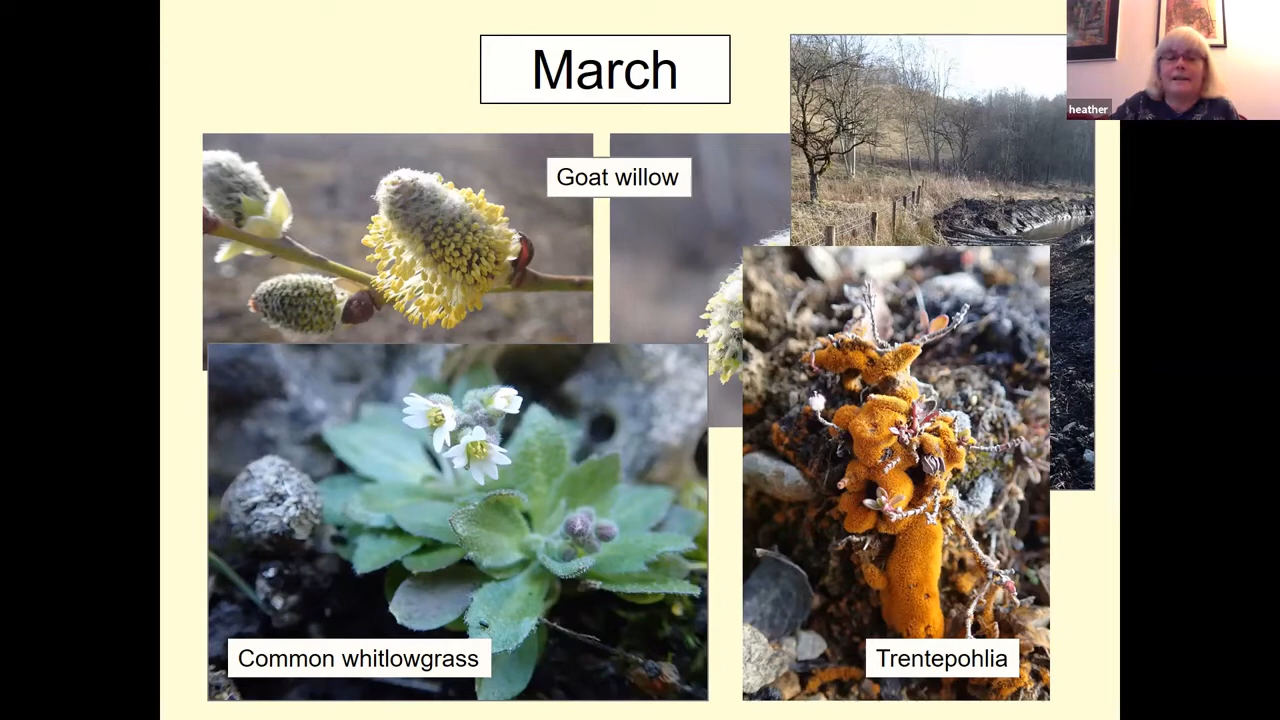 March
heather
Goat willow
Common whitlowgrass
Trentepohlia